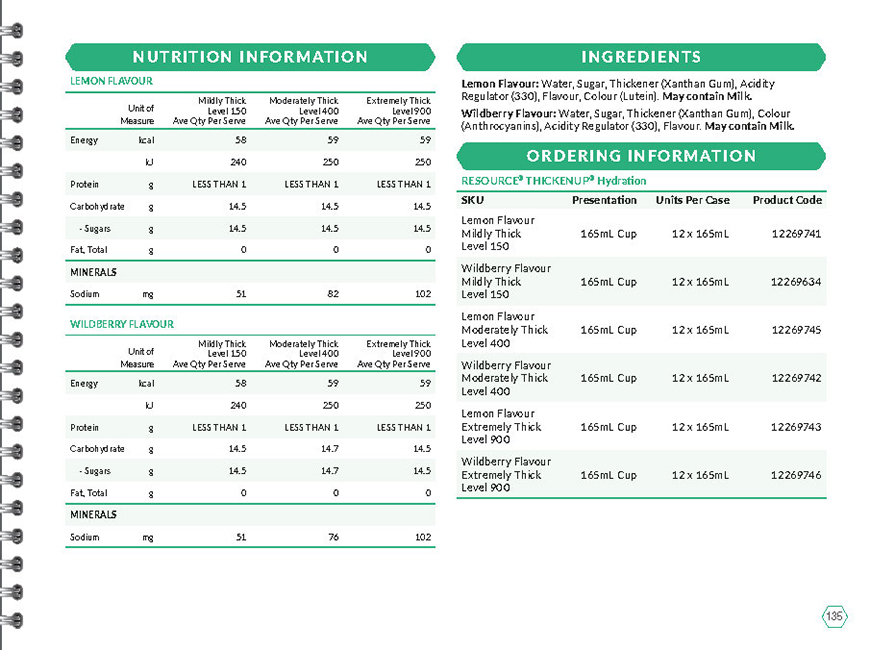 NUTRITION INFORMATION
LEMON FLAVOUR
Unit of Measure Mildly Thick Level 150 Ave Qty Per Serve Moderately Thick Level 400 Ave Qty Per Serve Extremely Thick Level 900 Ave Qty Per Serve
Energy kcal 58 59 59
kJ 240 250 250
Protein g LESS THAN 1 LESS THAN 1 LESS THAN 1
Carbohydrate g 14.5 14.5 14.5
- Sugars g 14.5 14.5 14.5
Fat, Total g 0 0 0
MINERALS
Sodium mg 51 82 102
WILDBERRY FLAVOUR
Unit of Measure Mildly Thick Level 150 Ave Qty Per Serve Moderately Thick Level 400 Ave Qty Per Serve Extremely Thick Level 900 Ave Qty Per Serve
Energy kcal 58 59 59
kJ 240 250 250
Protein g LESS THAN 1 LESS THAN 1 LESS THAN 1
Carbohydrate g 14.5 14.7 14.5
- Sugars g 14.5 14.7 14.5
Fat, Total g 0 0 0
MINERALS
Sodium mg 51 76 102
INGREDIENTS
Lemon Flavour: Water, Sugar, Thickener (Xanthan Gum), Acidity
Regulator (330), Flavour, Colour (Lutein). May contain Milk.
Wildberry Flavour: Water, Sugar, Thickener (Xanthan Gum), Colour
(Anthrocyanins), Acidity Regulator (330), Flavour. May contain Milk.
ORDERING INFORMATION
RESOURCE® THICKENUP® Hydration
SKU Presentation Units Per Case Product Code
Lemon Flavour
Mildly Thick 165mL Cup 12 x 165mL 12269741
Level 150
Wildberry Flavour
Mildly Thick 165mL Cup 12 x 165mL 12269634
Level 150
Lemon Flavour
Moderately Thick 165mL Cup 12 x 165mL 12269745
Level 400
Wildberry Flavour
Moderately Thick 165mL Cup 12 x 165mL 12269742
Level 400
Lemon Flavour
Extremely Thick 165mL Cup 12 x 165mL 12269743
Level 900
Wildberry Flavour
Extremely Thick 165mL Cup 12 x 165mL 12269746
Level 900
135